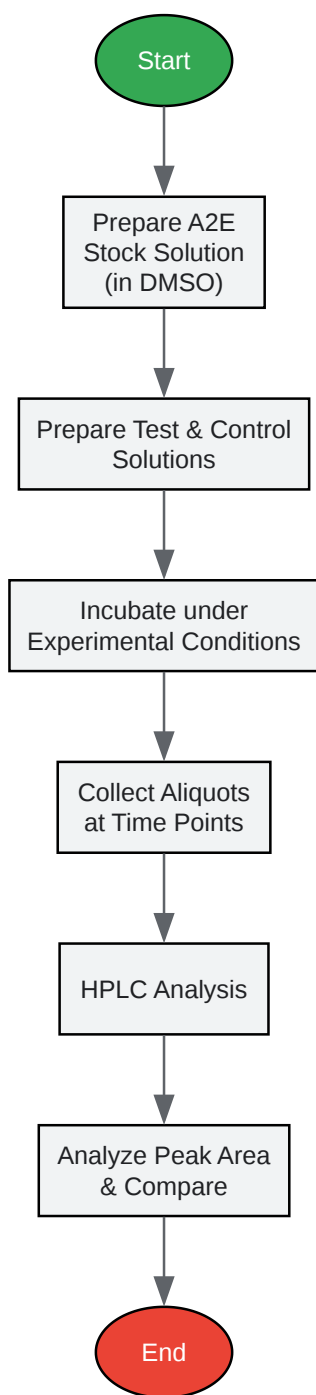 Start
Prepare A2E
Stock Solution
(in DMSO)
Prepare Test & Control
Solutions
Incubate under
Experimental Conditions
Collect Aliquots
at Time Points
HPLC Analysis
Analyze Peak Area
& Compare
End